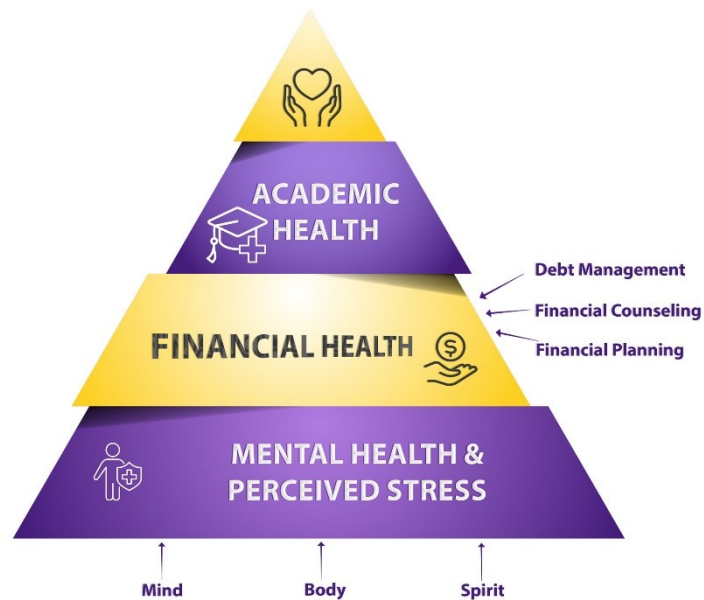 ACADEMIC
HEALTH
Debt Management
Financial Counseling
Financial Planning
FINANCIAL HEALTH
$
MENTAL HEALTH &
PERCEIVED STRESS
Mind
Body
Spirit